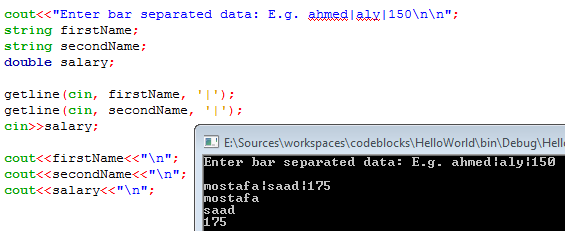 cout<<"Enter bar separated data: E.g. ahmed|aly|150\n\n";
string firstName;
string secondName;
double salary;
getline(cin, firstName, '|');
getline(cin, secondName, '|');
cin>>salary;
cout<<firstName<<"\n";
cout<<secondName<<"\n";
cout<<salary<<"\n";
E:\Sources\workspaces\codeblocks\HelloWorld\bin\Debug\Hello
Enter bar separated data: E.g. ahmed|aly|150
mostafa|saad|175
mostafa
saad
175